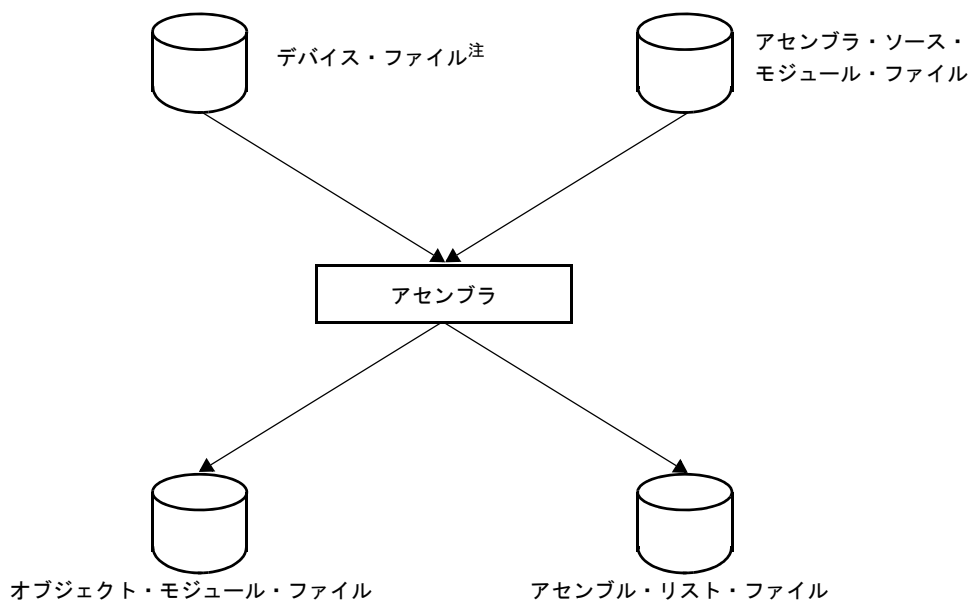 デバイス・ファイル注
アセンブラ・ソース・
モジュール・ファイル
アセンブラ
オブジェクト・モジュール・ファイル
アセンブル・リスト・ファイル